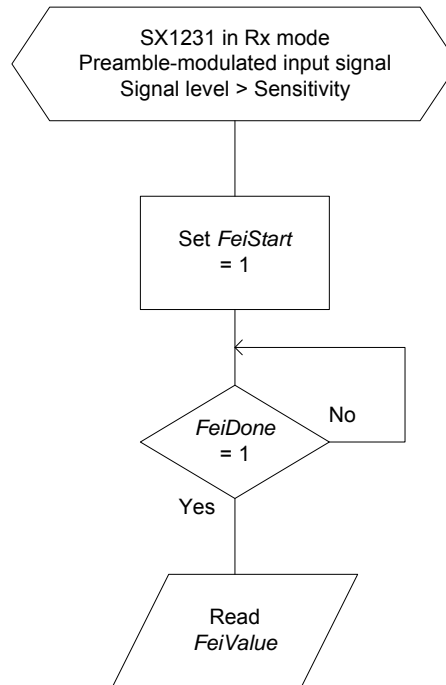 SX1231 in Rx mode
Preamble-modulated input signal
Signal level > Sensitivity
Set FeiStart
= 1
No
FeiDone
= 1
Yes
Read
FeiValue